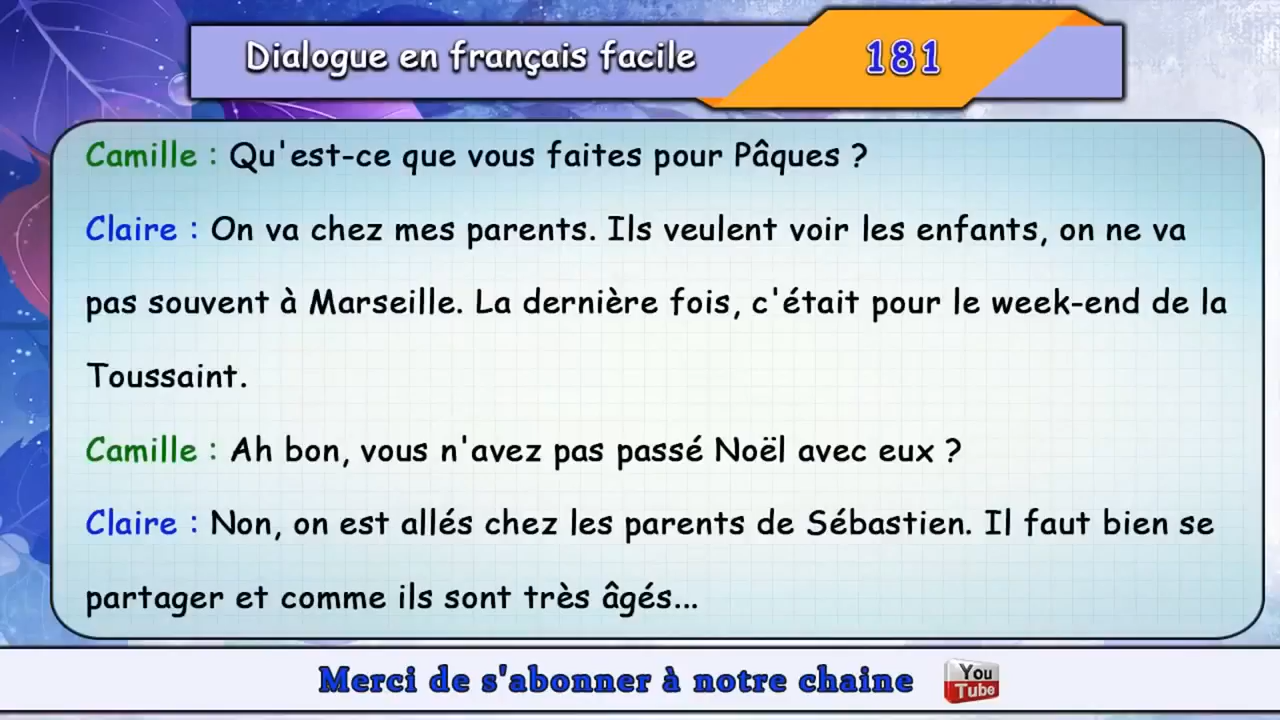 Dialogue en français facile
181
Camille : Qu'est-ce que vous faites pour Pâques ?
Claire : On va chez mes parents. Ils veulent voir les enfants, on ne va
pas souvent à Marseille. La dernière fois, c'était pour le week-end de la
Toussaint.
Camille : Ah bon, vous n'avez pas passé Noël avec eux ?
Claire : Non, on est allés chez les parents de Sébastien. Il faut bien se
partager et comme ils sont très âgés...
Merci de s'abonner à notre chaine
You
Tube